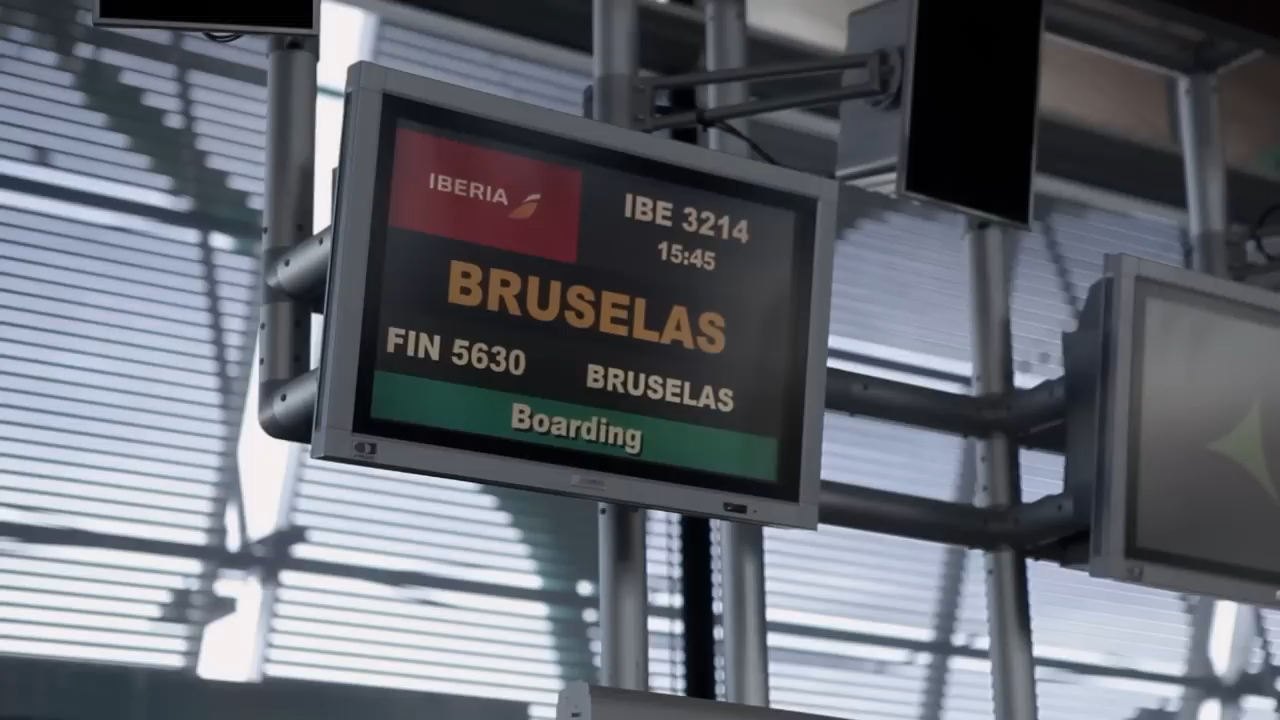 IBERIA
IBE 3214
15:45
BRUSELAS
FIN 5630 BRUSELAS
Boarding